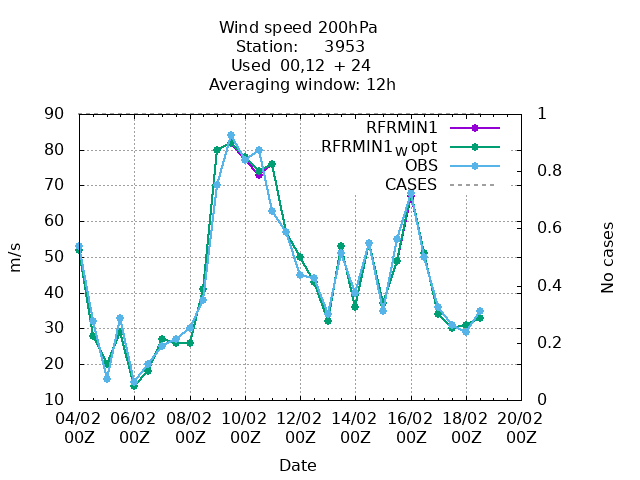 Wind speed 200hPa
Station: 3953
Used 00,12 + 24
Averaging window: 12h
90 1
RFRMIN1
80
RFRMIN1W opt
OBS
0.8
70 CASES
60
0.6
50
m/s
No cases
40 0.4
30
0.2
20
10 0
04/02 06/02 08/02 10/02 12/02 14/02 16/02 18/02 20/02
00Z 00Z 00Z 00Z 00Z 00Z 00Z 00Z 00Z
Date